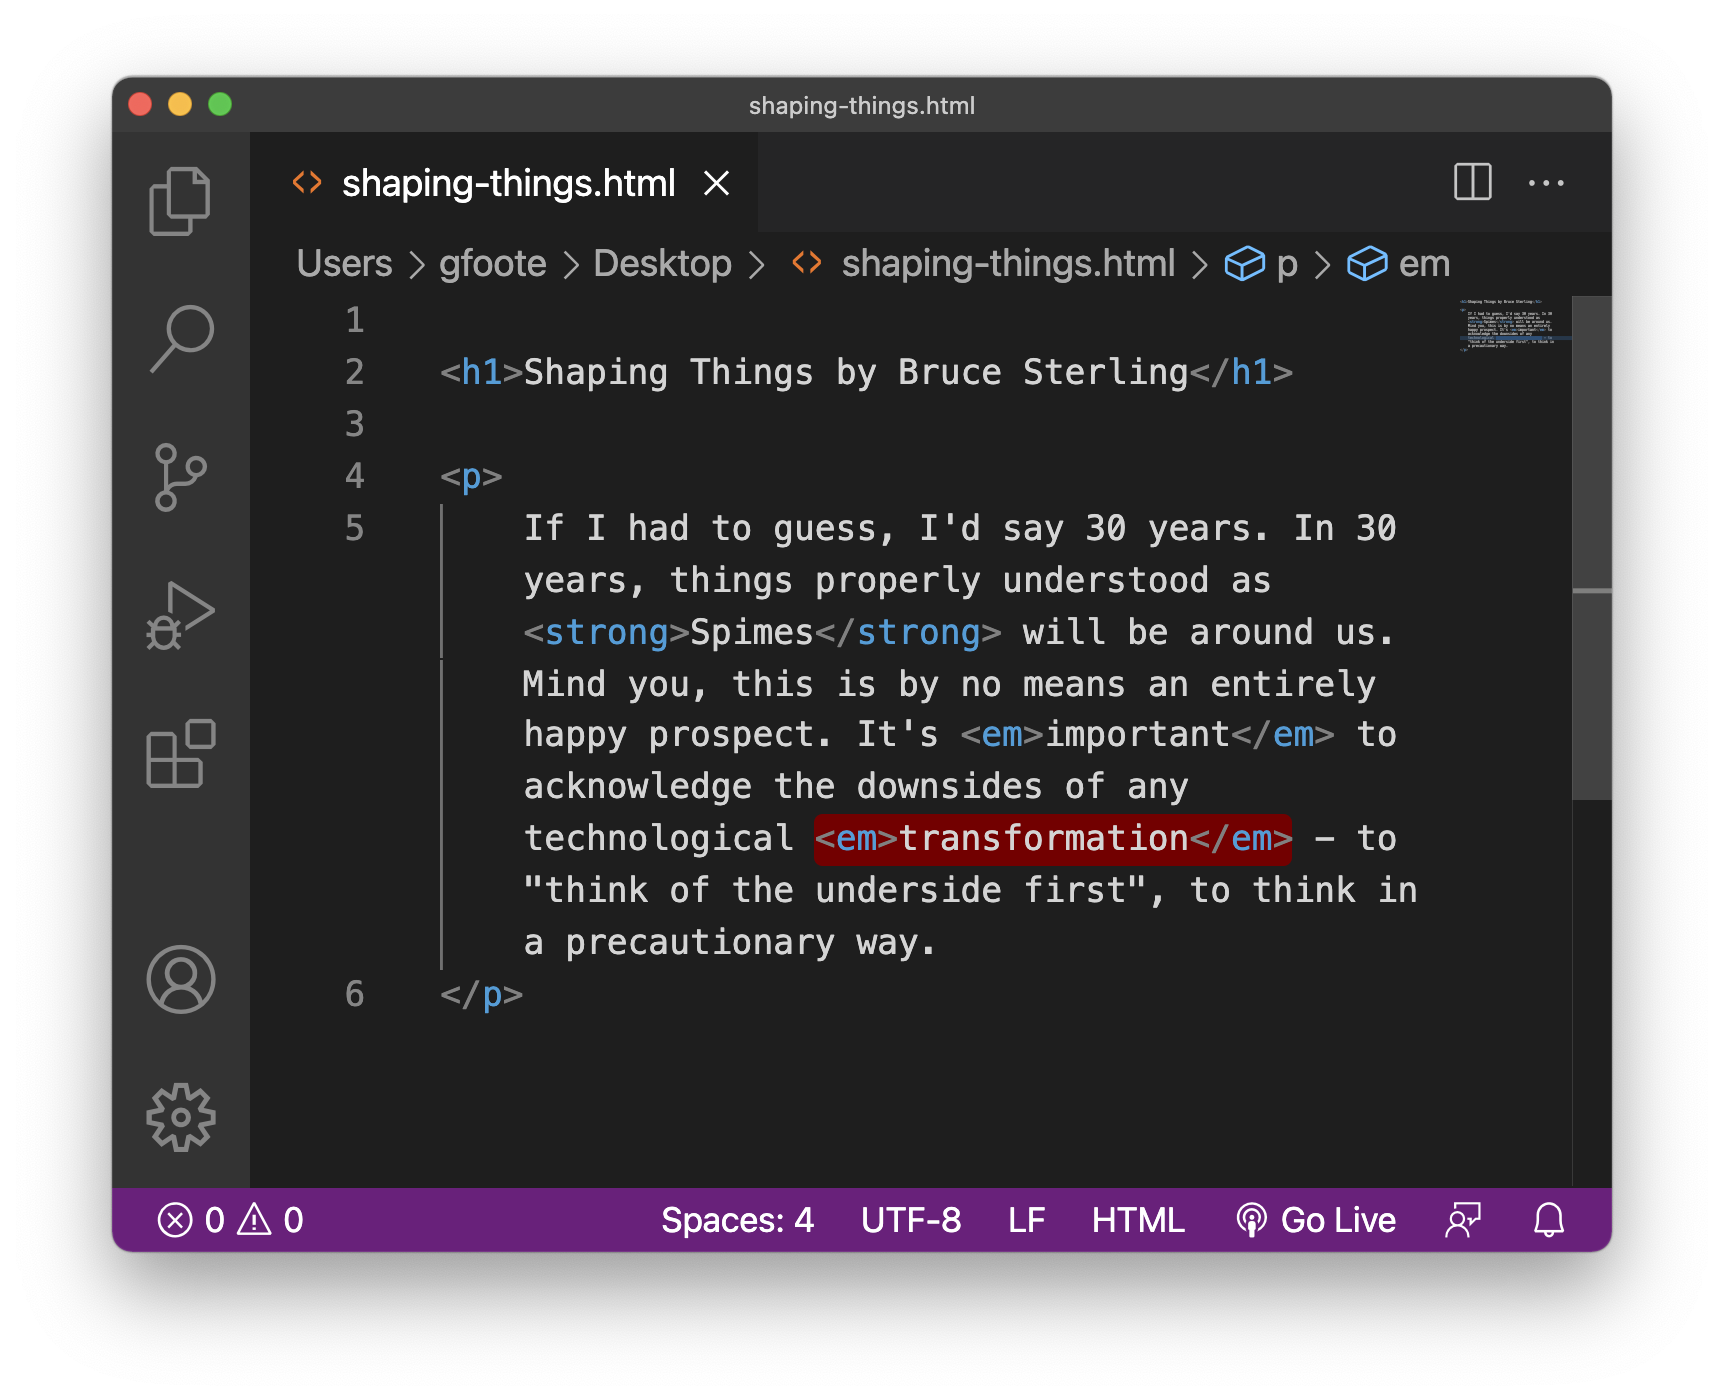 shaping-things.html
<> shaping-things.html ×
Users > gfoote > Desktop > <> shaping-things.html > p > em
1
2 <h1>Shaping Things by Bruce Sterling</h1>
3
4 <p>
5 If I had to guess, I'd say 30 years. In 30
years, things properly understood as
<strong>Spimes</strong> will be around us.
Mind you, this is by no means an entirely
happy prospect. It's <em>important</em> to
acknowledge the downsides of any
technological <em>transformation</em> – to
"think of the underside first", to think in
a precautionary way.
6 </p>
0 0 Spaces: 4 UTF-8 LF HTML Go Live